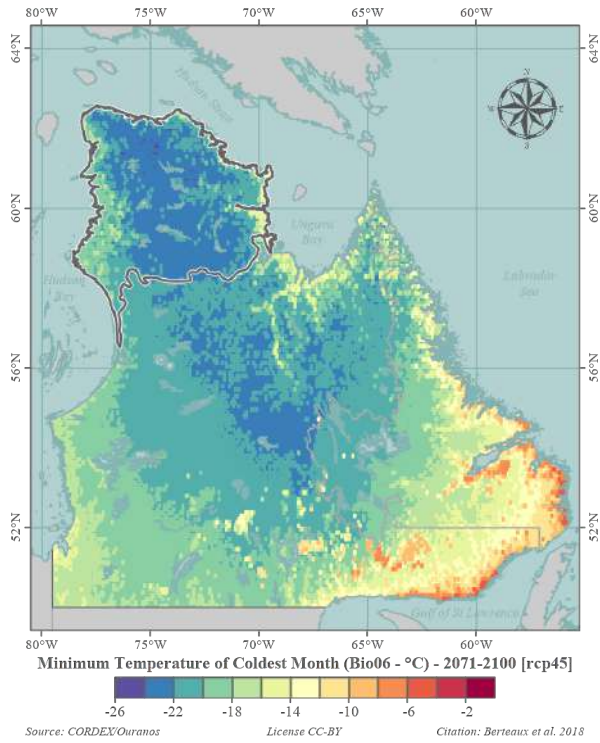 80°W 75°W 70°W 65°W 60°W
64°N 64°N
Hudson Strait
N
W E
S
60°N 60°N
Ungava
Bay
Hudson
Bay
Labrador
Sea
56°N 56°N
52°N 52°N
Gulf of St Lawrence
80°W 75°W 70°W 65°W 60°W
Minimum Temperature of Coldest Month (Bio06 - °C) - 2071-2100 [rcp45]
-26 -22 -18 -14 -10 -6 -2
Source: CORDEX/Ouranos License CC-BY Citation: Berteaux et al. 2018